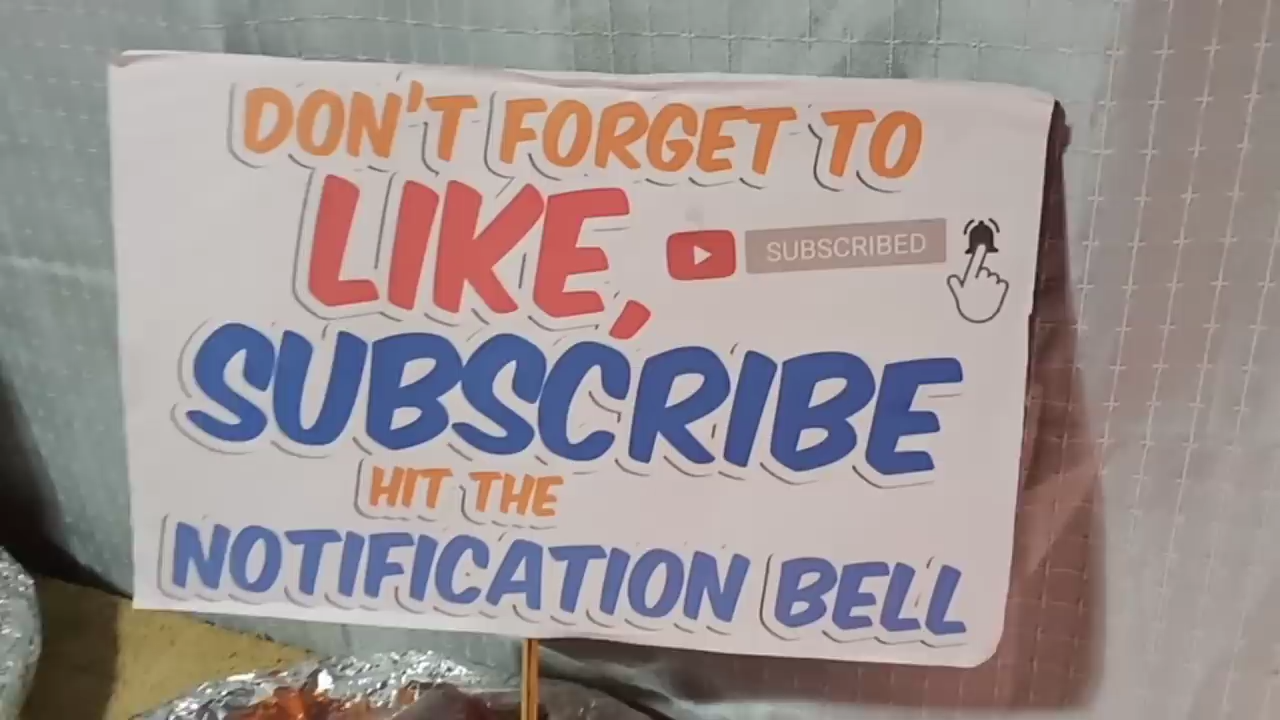 DON'T FORGET TO
LIKE,
SUBSCRIBED
SUBSCRIBE
HIT THE
NOTIFICATION BELL